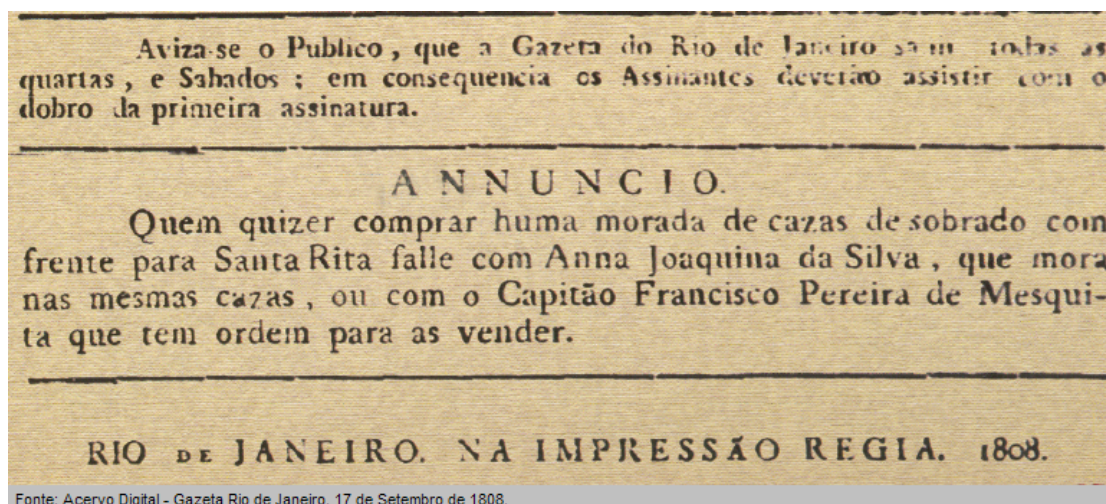 Aviza-se o Publico, que a Gazeta do Rio de Janeiro todas as
quartas, e Sabados; em consequencia os Assinantes deverão assistir com o
dobro da primeira assinatura.
ANNUNCIO.
Quem quizer comprar huma morada de cazas de sobrado com
frente para Santa Rita falle com Anna Joaquina da Silva, que mora
nas mesmas cazas, ou com o Capitão Francisco Pereira de Mesqui-
ta que tem ordem para as vender.
RIO DE JANEIRO. NA IMPRESSÃO REGIA. 1808.
Fonte: Acervo Digital - Gazeta Rio de Janeiro, 17 de Setembro de 1808.